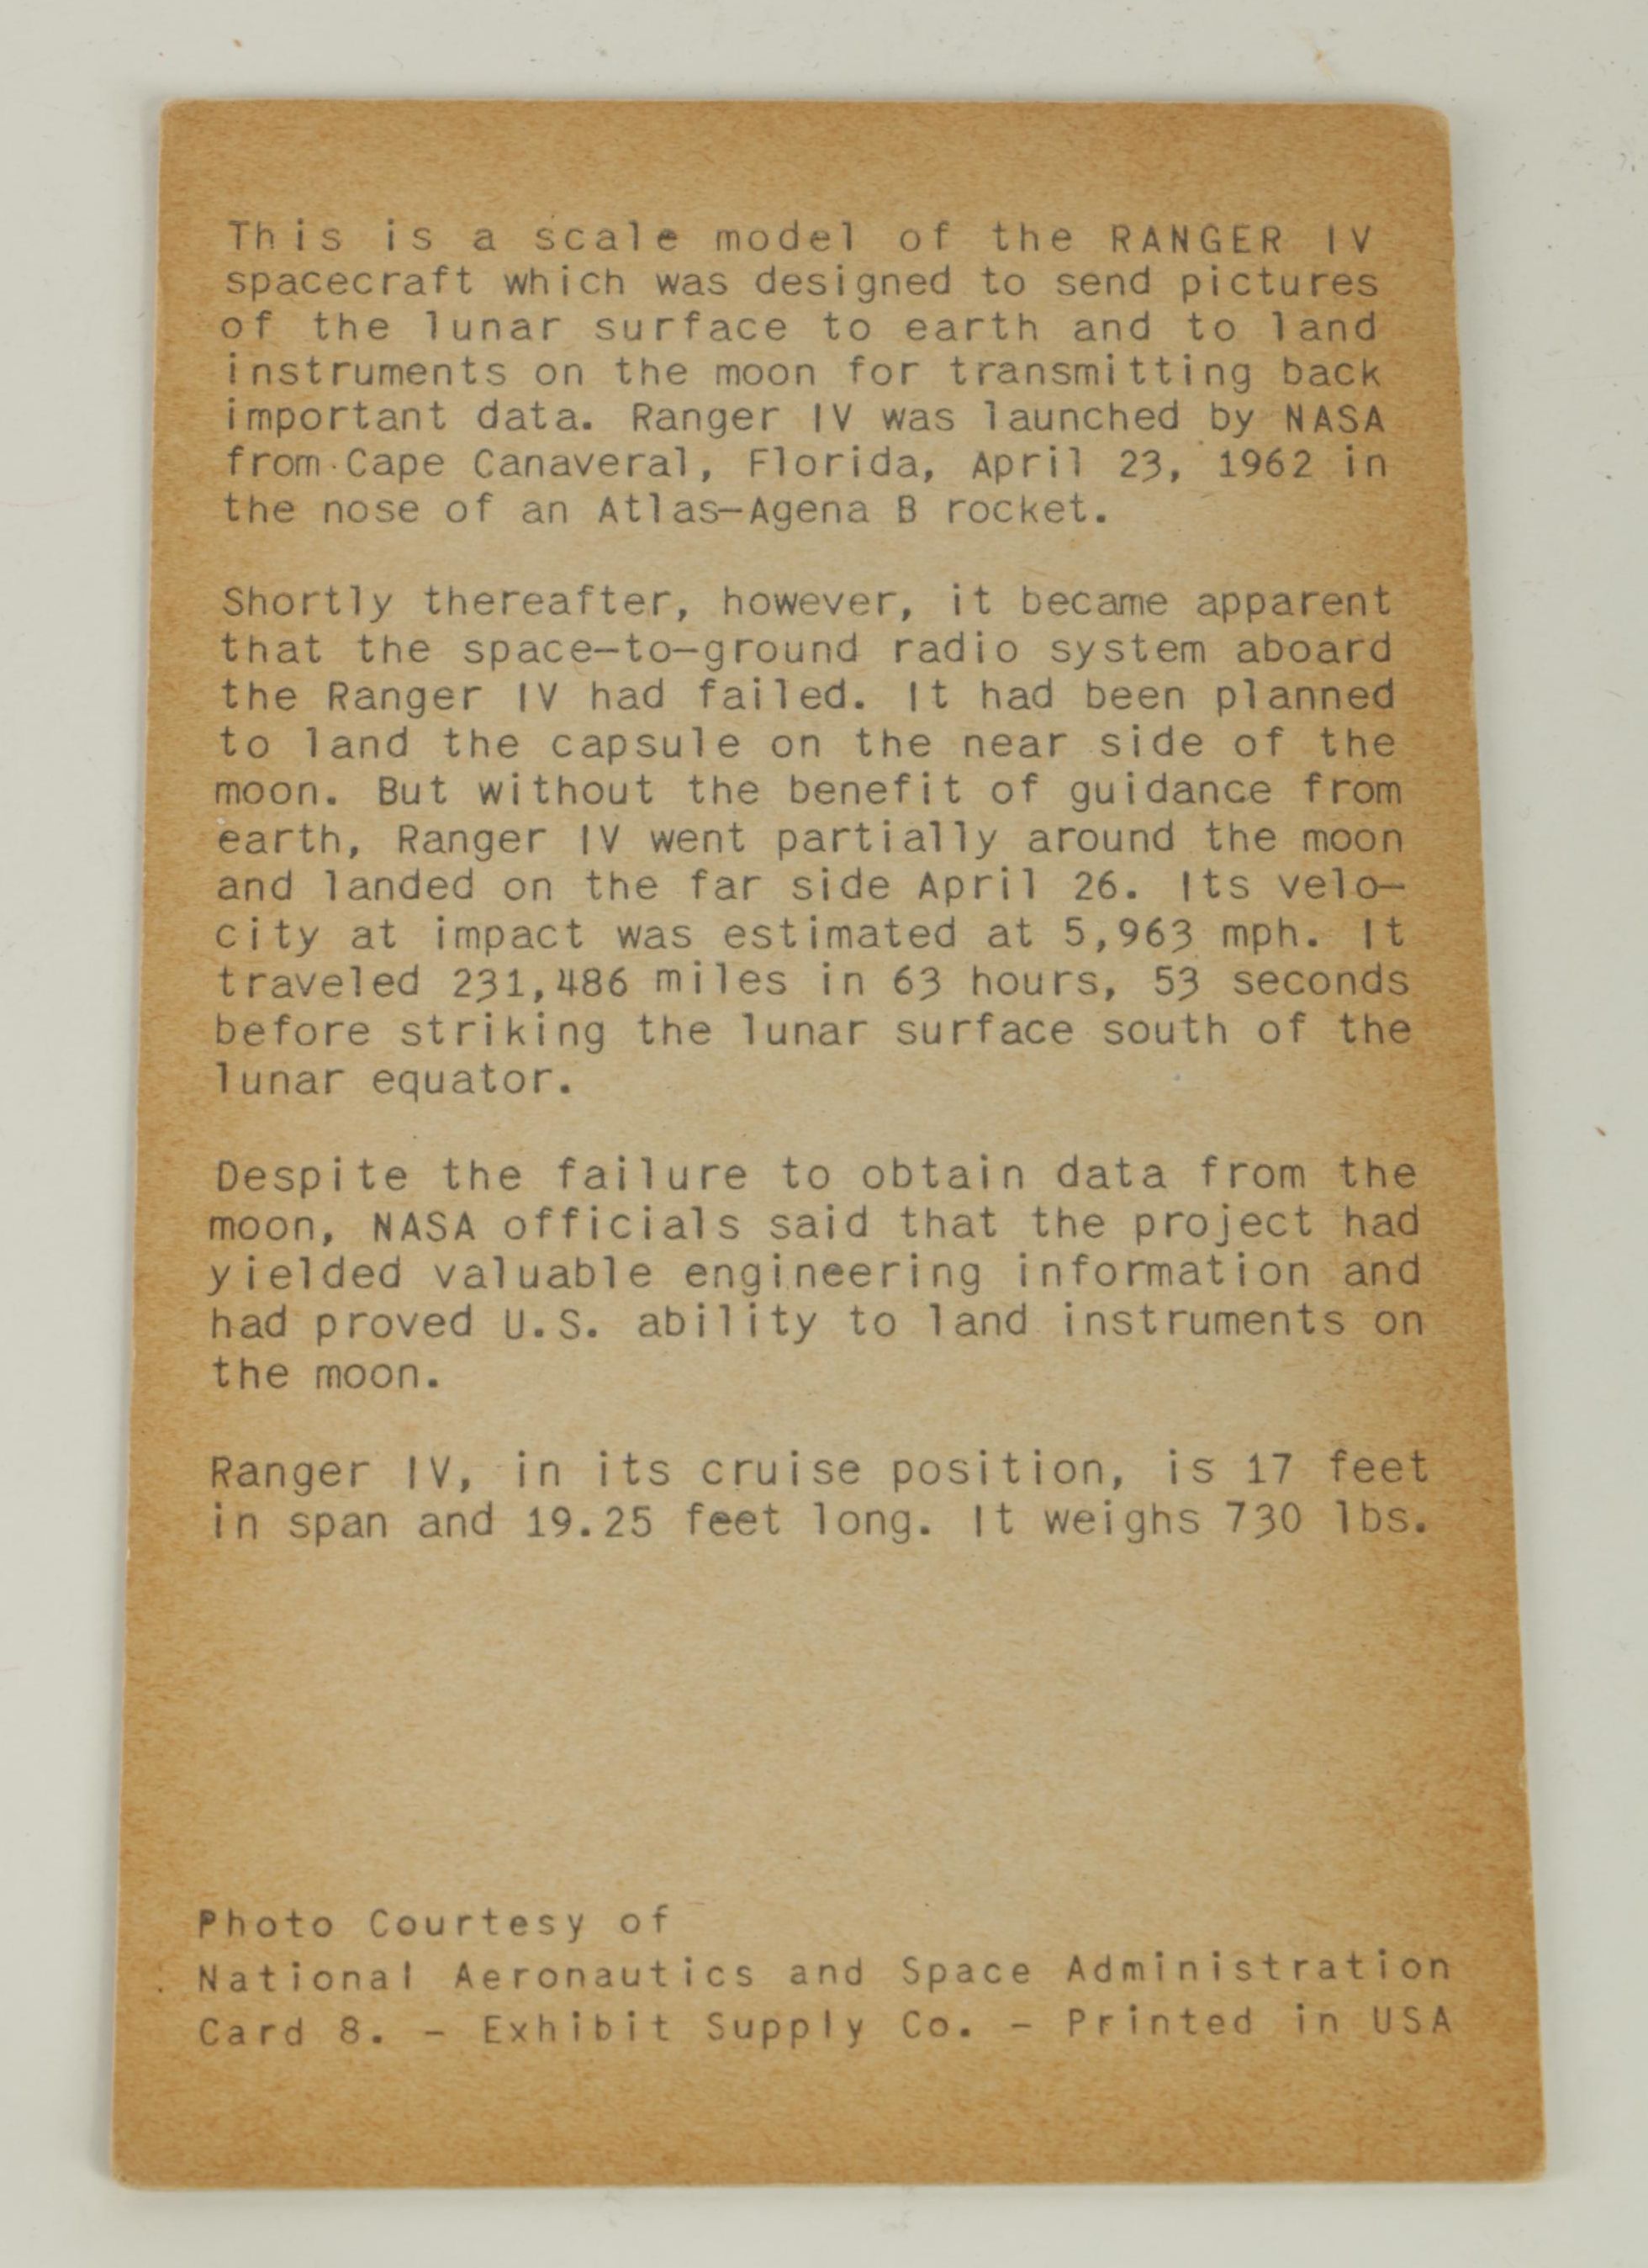 This is a scale model of the RANGER IV
spacecraft which was designed to send pictures
of the lunar surface to earth and to land
instruments on the moon for transmitting back
important data. Ranger IV was launched by NASA
from Cape Canaveral, Florida, April 23, 1962 in
the nose of an Atlas-Agena B rocket.

Shortly thereafter, however, it became apparent
that the space-to-ground radio system aboard
the Ranger IV had failed. It had been planned
to land the capsule on the near side of the
moon. But without the benefit of guidance from
earth, Ranger IV went partially around the moon
and landed on the far side April 26. Its velo-
city at impact was estimated at 5,963 mph. It
traveled 231,486 miles in 63 hours, 53 seconds
before striking the lunar surface south of the
lunar equator.

Despite the failure to obtain data from the
moon, NASA officials said that the project had
yielded valuable engineering information and
had proved U.S. ability to land instruments on
the moon.

Ranger IV, in its cruise position, is 17 feet
in span and 19.25 feet long. It weighs 730 lbs.

Photo Courtesy of
National Aeronautics and Space Administration
Card 8. - Exhibit Supply Co. - Printed in USA